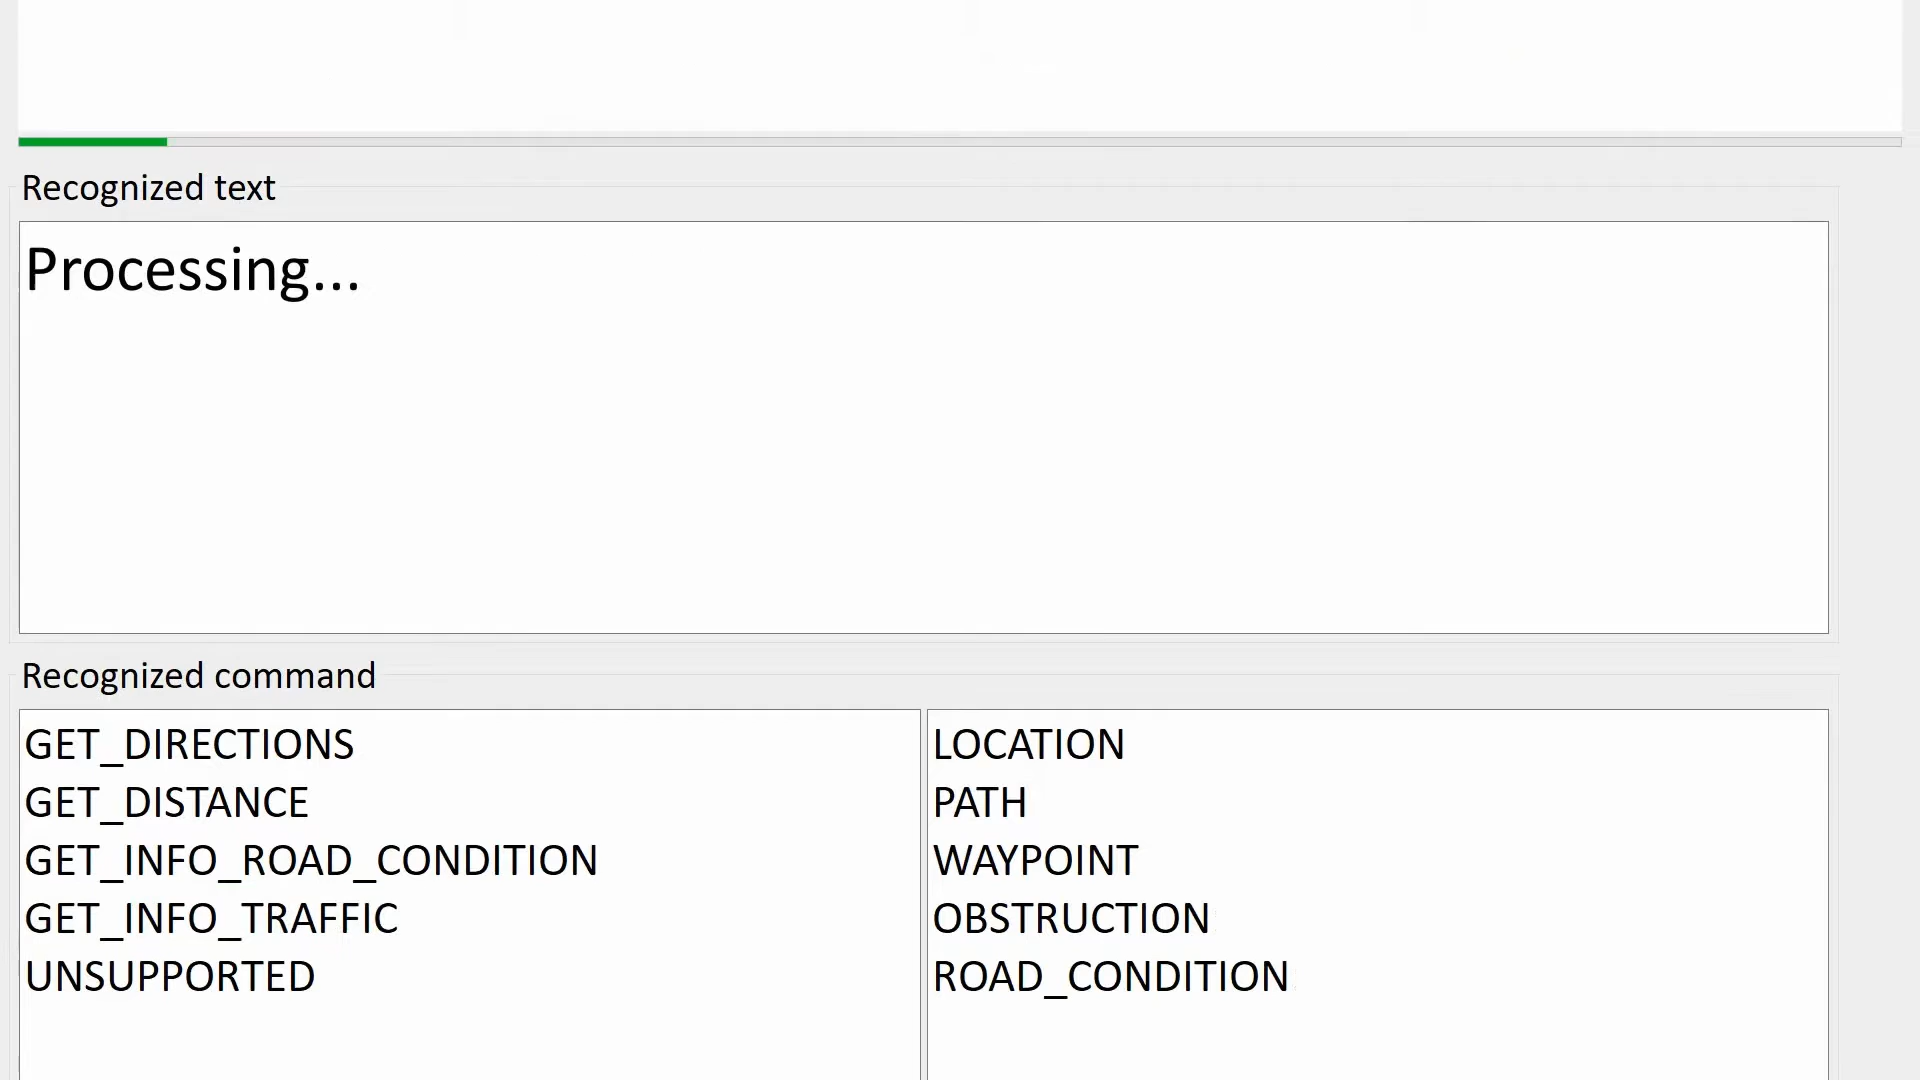 Recognized text
Processing...
Recognized command
GET_DIRECTIONS
GET_DISTANCE
GET_INFO_ROAD_CONDITION
GET_INFO_TRAFFIC
UNSUPPORTED
LOCATION
PATH
WAYPOINT
OBSTRUCTION
ROAD_CONDITION